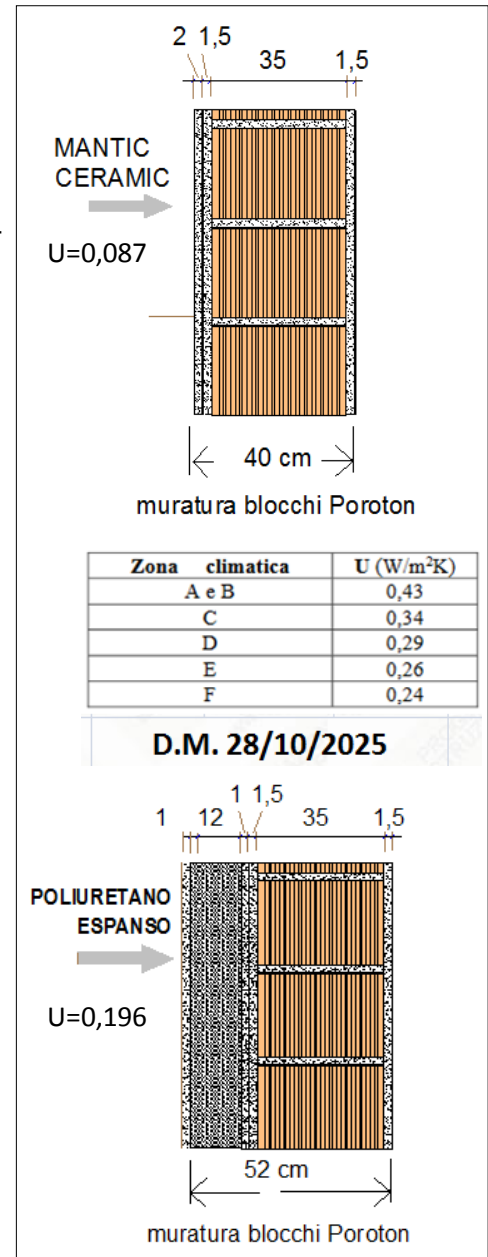 2 1,5 35 1,5
MANTIC
CERAMIC
U=0,087
40 cm
muratura blocchi Poroton
Zona climatica U (W/m²K)
A e B 0,43
C 0,34
D 0,29
E 0,26
F 0,24
D.M. 28/10/2025
1 12 1 1,5 35 1,5
POLIURETANO
ESPANSO
U=0,196
52 cm
muratura blocchi Poroton